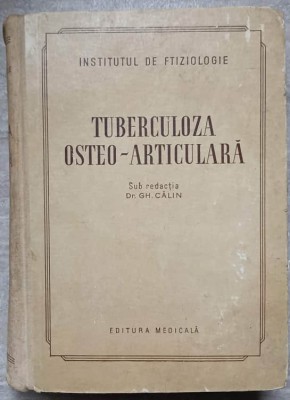 INSTITUTUL DE FTIZIOLOGIE
TUBERCULOZA
OSTEO-ARTICULARĂ
Sub redacția
Dr. GH. CĂLIN
EDITURA MEDICALĂ